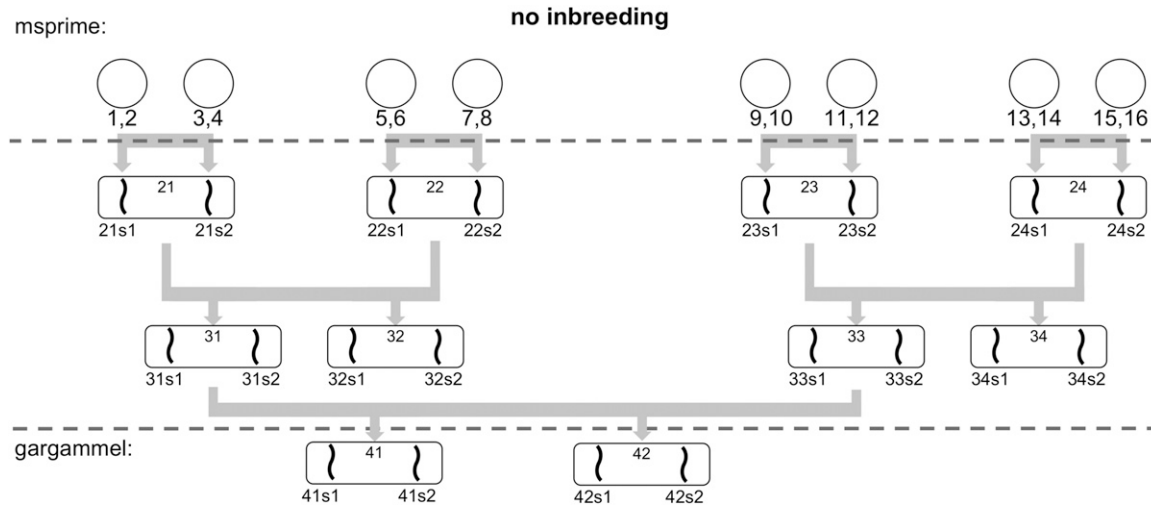 no inbreeding
msprime:
1,2 3,4 5,6 7,8 9,10 11,12 13,14 15,16
21 22 23 24
21s1 21s2 22s1 22s2 23s1 23s2 24s1 24s2
31 32 33 34
31s1 31s2 32s1 32s2 33s1 33s2 34s1 34s2
gargammel:
41 42
41s1 41s2 42s1 42s2